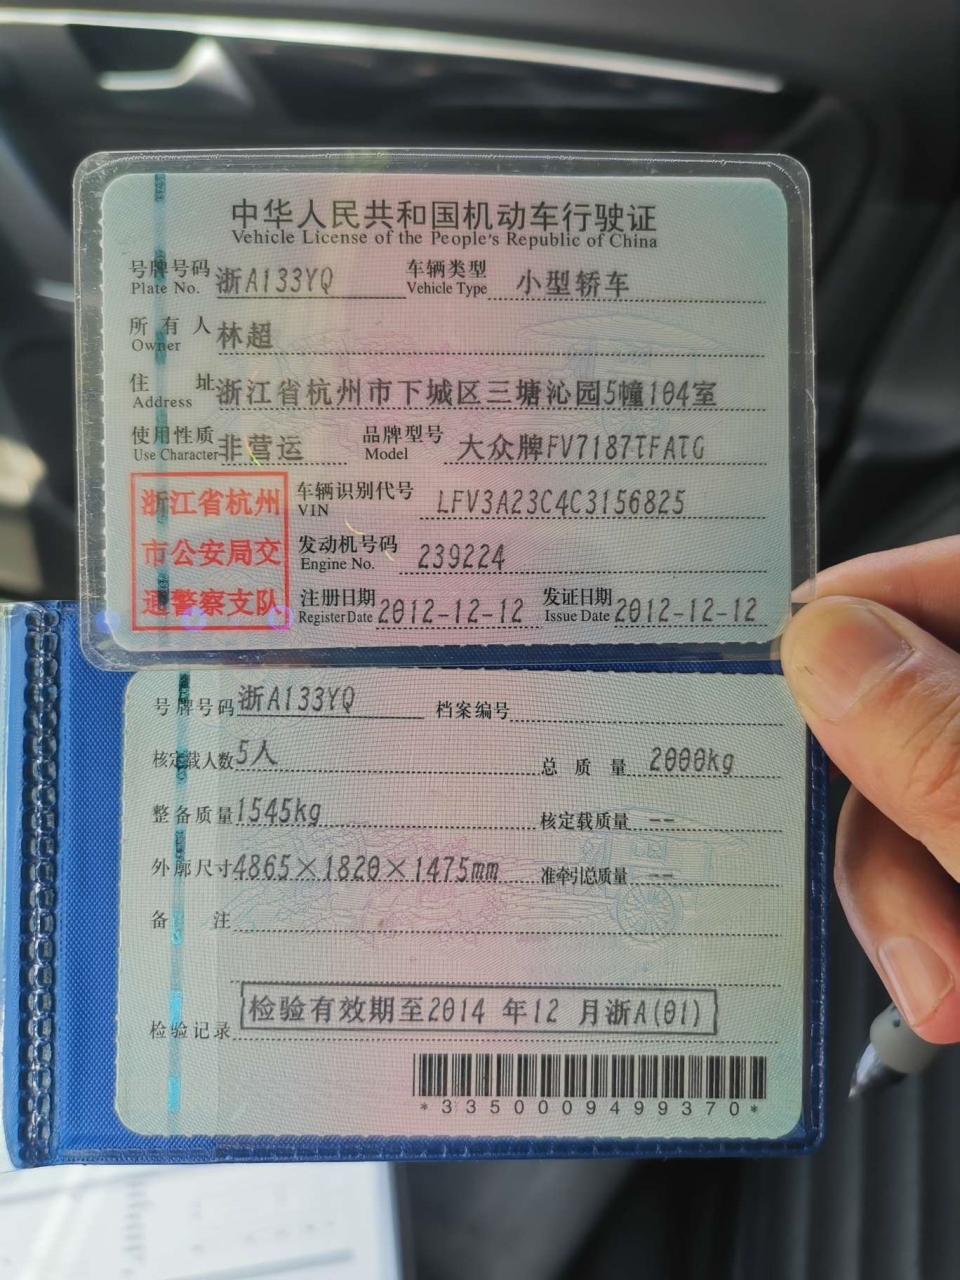 中华人民共和国机动车行驶证
Vehicle License of the People's Republic of China
号牌号码 Plate No. 浙A133YQ 车辆类型 Vehicle Type 小型轿车
所有人 Owner 林超
住址 Address 浙江省杭州市下城区三塘沁园5幢104室
使用性质 Use Character 非营运 品牌型号 Model 大众牌FV7187TFATG
浙江省杭州市公安局交通警察支队
车辆识别代号 VIN LFV3A23C4C3156825
发动机号码 Engine No. 239224
注册日期 Register Date 2012-12-12 发证日期 Issue Date 2012-12-12
号牌号码 浙A133YQ 档案编号
核定载人数 5人 总质量 2000kg
整备质量 1545kg 核定载质量 --
外廓尺寸 4865×1820×1475mm 准牵引总质量 --
备注
检验记录 检验有效期至2014年12月浙A(01)
*3350009499370*